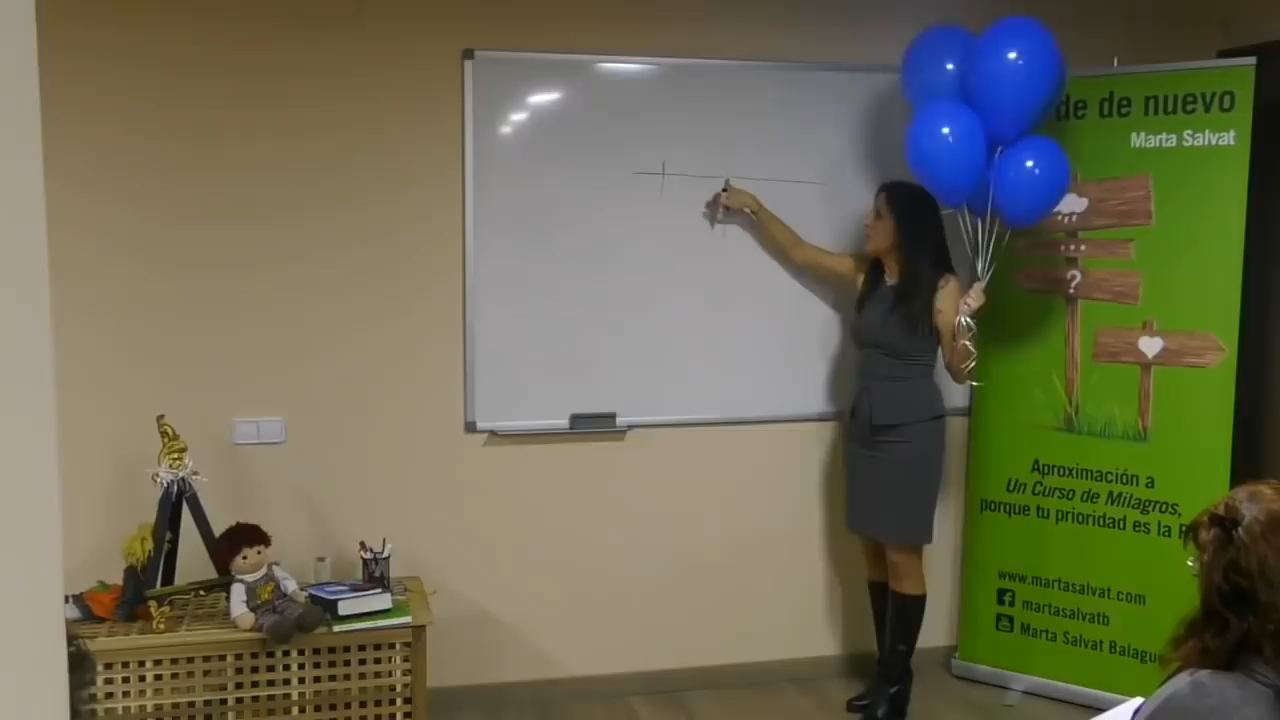 de de nuevo
Marta Salvat
?
Aproximación a
Un Curso de Milagros,
porque tu prioridad es la
www.martasalvat.com
martasalvatb
Marta Salvat Balague